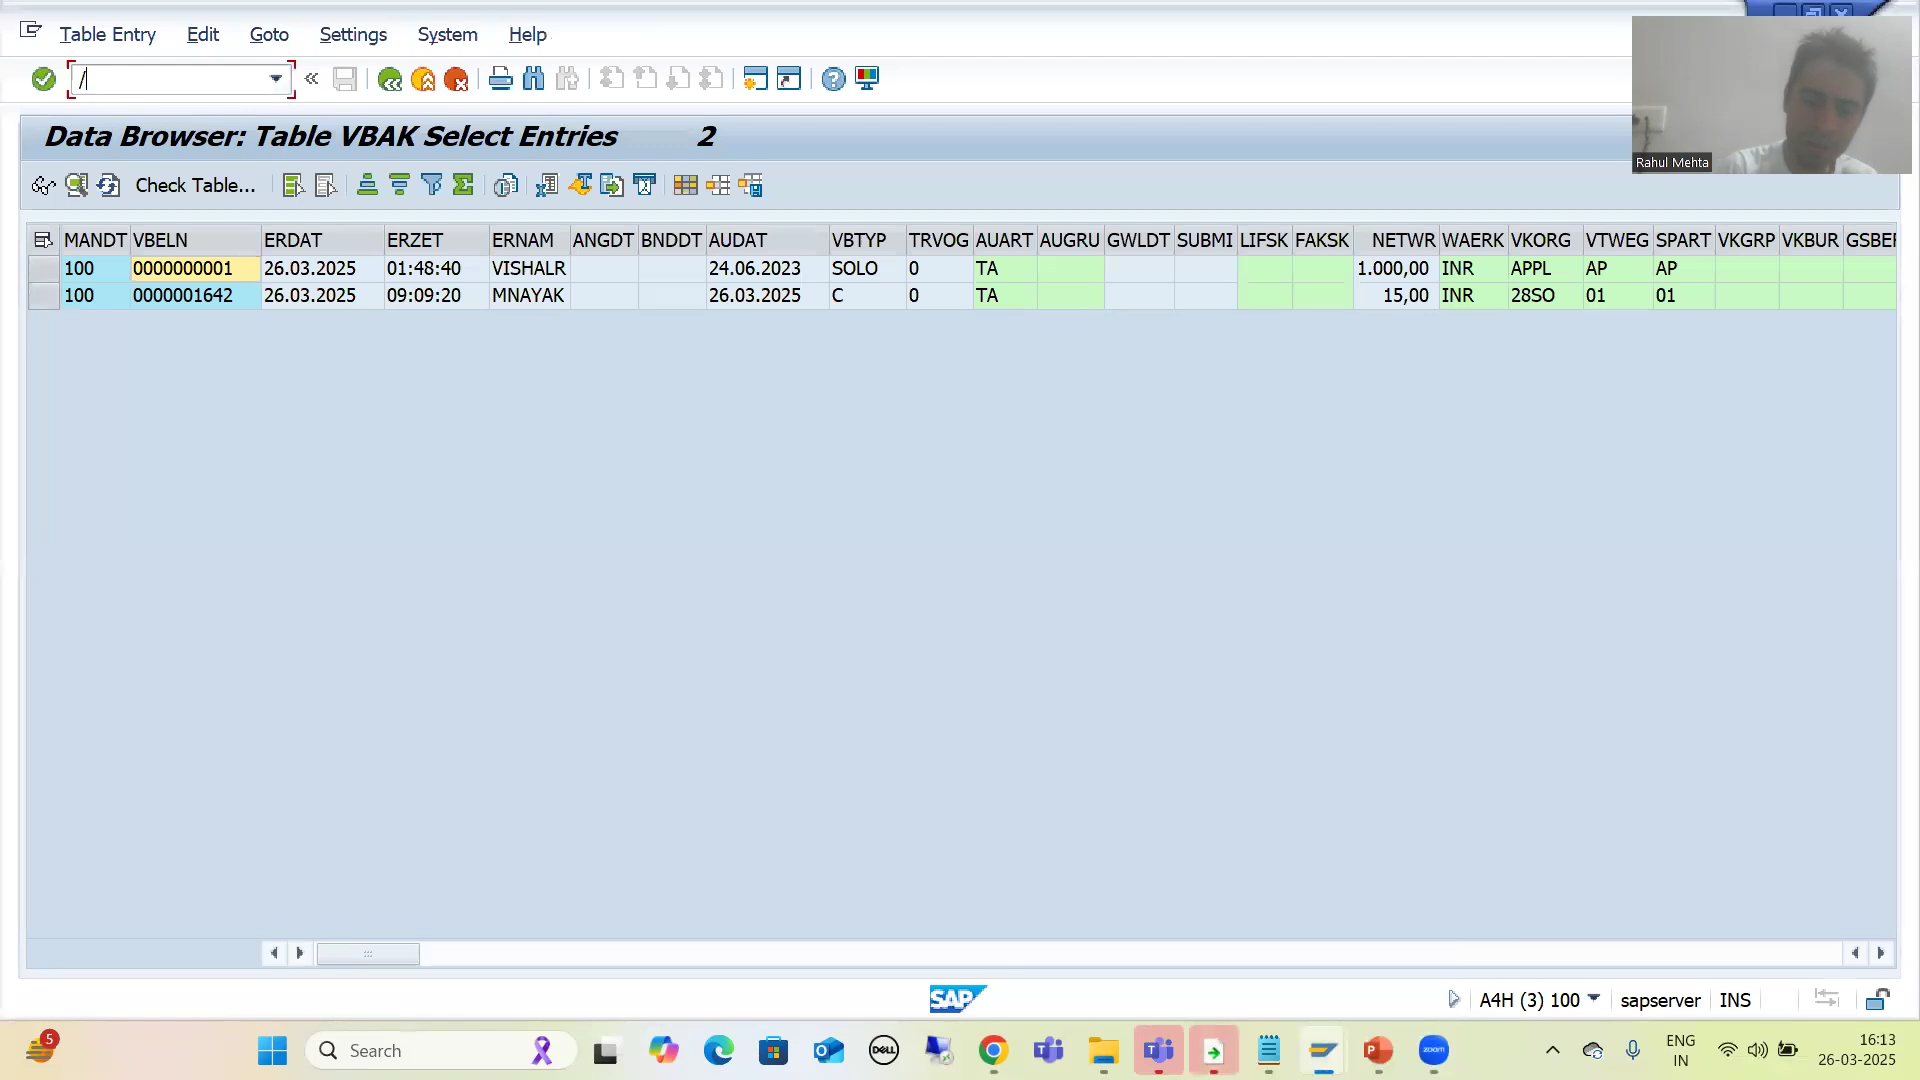 Table Entry Edit Goto Settings System Help
/
Data Browser: Table VBAK Select Entries 2
Rahul Mehta
Check Table...
MANDT VBELN ERDAT ERZET ERNAM ANGDT BNDDT AUDAT VBTYP TRVOG AUART AUGRU GWLDT SUBMI LIFSK FAKSK NETWR WAERK VKORG VTWEG SPART VKGRP VKBUR GSBER
100 0000000001 26.03.2025 01:48:40 VISHALR 24.06.2023 SOLO 0 TA 1.000,00 INR APPL AP AP
100 0000001642 26.03.2025 09:09:20 MNAYAK 26.03.2025 C 0 TA 15,00 INR 28SO 01 01
SAP A4H (3) 100 sapserver INS
5 Search DELL zoom ENG 16:13
IN 26-03-2025